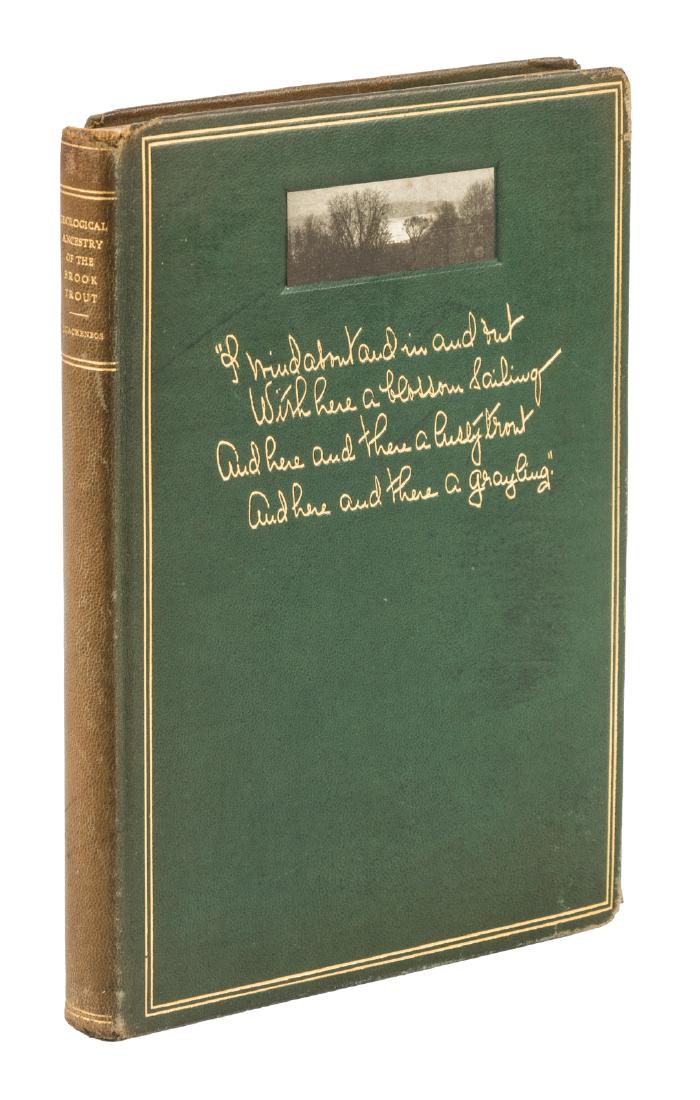 GEOLOGICAL
ANCESTRY
OF THE
BROOK
TROUT
QUACKENBOS
"I wind about and in and out
With here a blossom sailing
And here and there a lusty trout
And here and there a grayling."